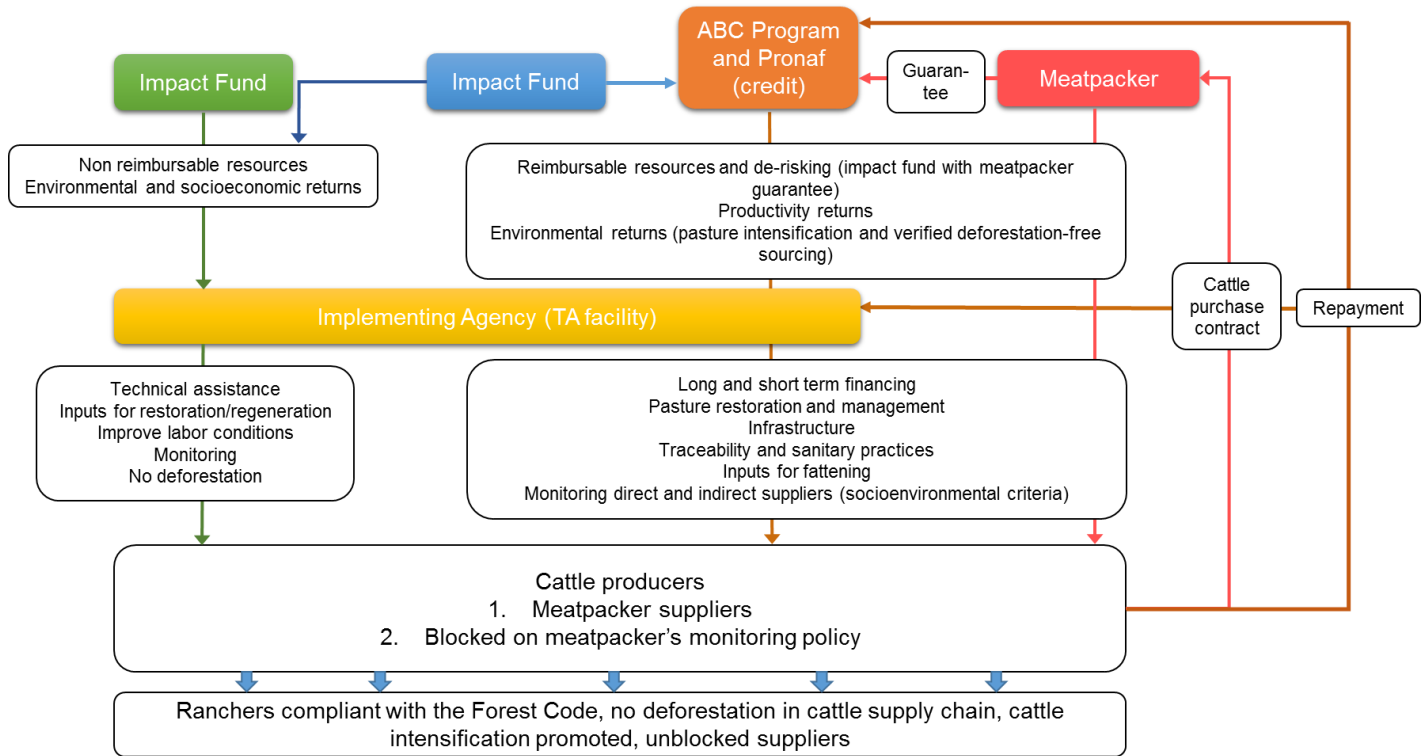 ABC Program
and Pronaf
(credit)
Impact Fund
Impact Fund
Guaran-
tee
Meatpacker
Non reimbursable resources
Environmental and socioeconomic returns
Reimbursable resources and de-risking (impact fund with meatpacker
guarantee)
Productivity returns
Environmental returns (pasture intensification and verified deforestation-free
sourcing)
Implementing Agency (TA facility)
Cattle
purchase
contract
Repayment
Technical assistance
Inputs for restoration/regeneration
Improve labor conditions
Monitoring
No deforestation
Long and short term financing
Pasture restoration and management
Infrastructure
Traceability and sanitary practices
Inputs for fattening
Monitoring direct and indirect suppliers (socioenvironmental criteria)
Cattle producers
1. Meatpacker suppliers
2. Blocked on meatpacker’s monitoring policy
Ranchers compliant with the Forest Code, no deforestation in cattle supply chain, cattle
intensification promoted, unblocked suppliers